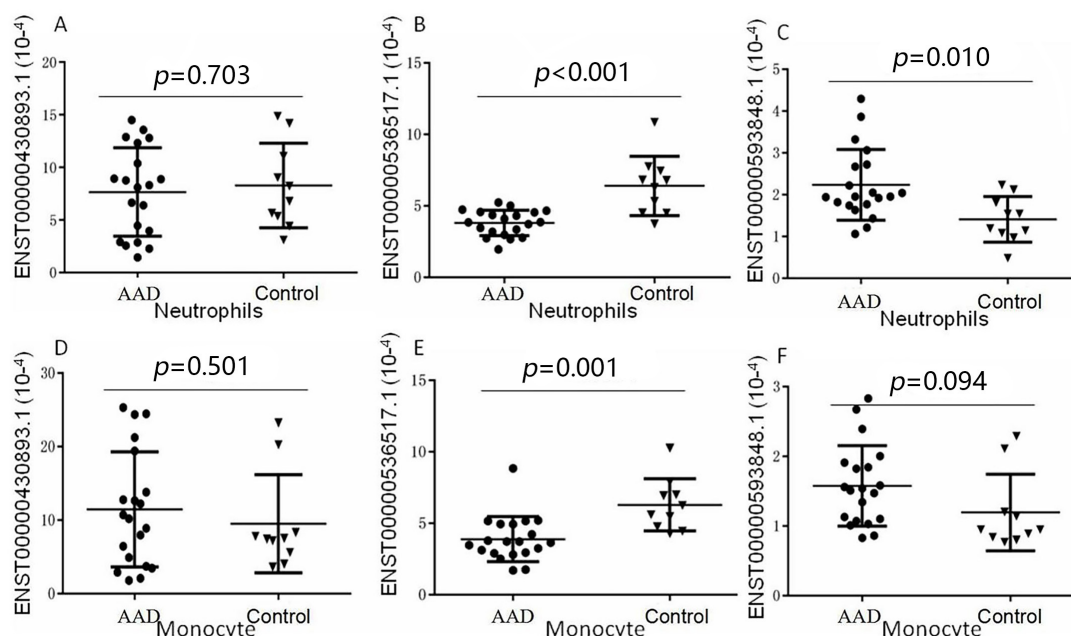 A
ENST00000430893.1 (10-4)
p=0.703
20
15
10
5
0
AAD
Control
Neutrophils
B
ENST00000536517.1 (10-4)
p<0.001
15
10
5
0
AAD
Control
Neutrophils
C
ENST00000593848.1 (10-4)
p=0.010
5
4
3
2
1
0
AAD
Control
Neutrophils
D
ENST00000430893.1 (10-4)
p=0.501
30
20
10
0
AAD
Control
Monocyte
E
ENST00000536517.1 (10-4)
p=0.001
15
10
5
0
AAD
Control
Monocyte
F
ENST00000593848.1 (10-4)
p=0.094
3
2
1
0
AAD
Control
Monocyte